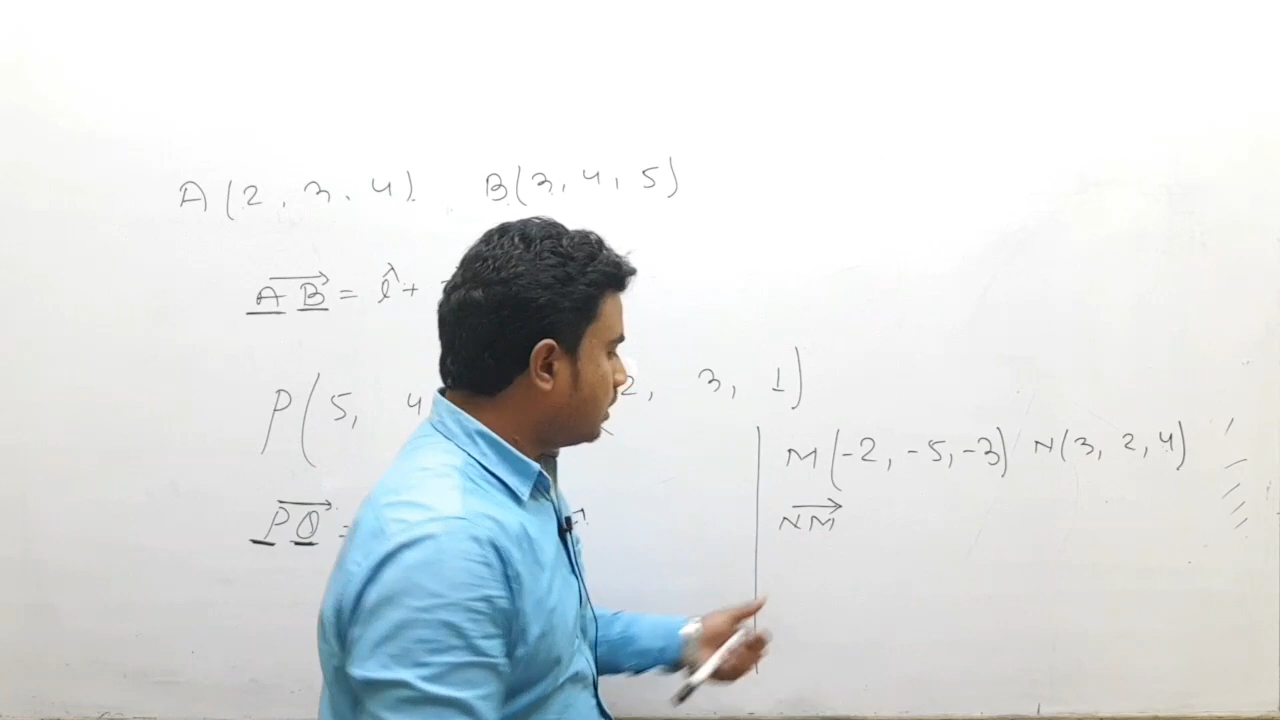 A(2, 3, 4) B(3, 4, 5)
AB = î +
P(5, 4 2, 3, 1)
M(-2, -5, -3) N(3, 2, 4)
PQ =
NM